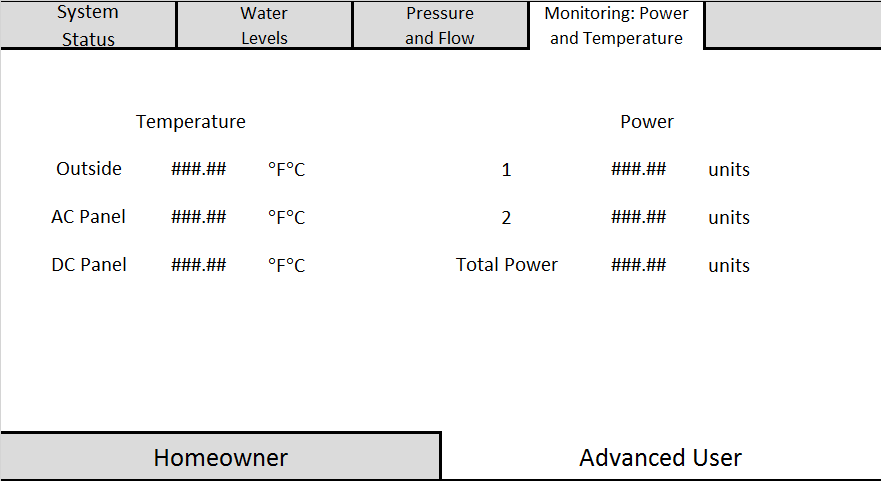 System
Status
Water
Levels
Pressure
and Flow
Monitoring: Power
and Temperature
Temperature
Power
Outside ###.## °F°C 1 ###.## units
AC Panel ###.## °F°C 2 ###.## units
DC Panel ###.## °F°C Total Power ###.## units
Homeowner
Advanced User